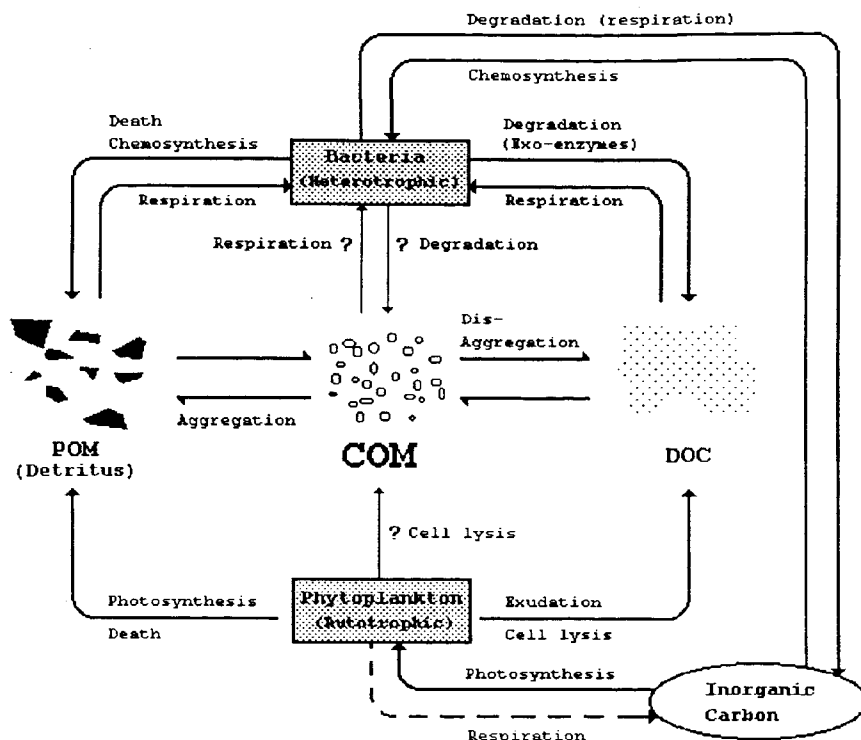 Degradation (respiration)
Chemosynthesis
Death
Chemosynthesis
Degradation
(Exo-enzymes)
Bacteria
(Heterotrophic)
Respiration
Respiration
Respiration ?
? Degradation
Dis-
Aggregation
Aggregation
POM
(Detritus)
COM
DOC
? Cell lysis
Photosynthesis
Death
Phytoplankton
(Autotrophic)
Exudation
Cell lysis
Photosynthesis
Inorganic
Carbon
Respiration